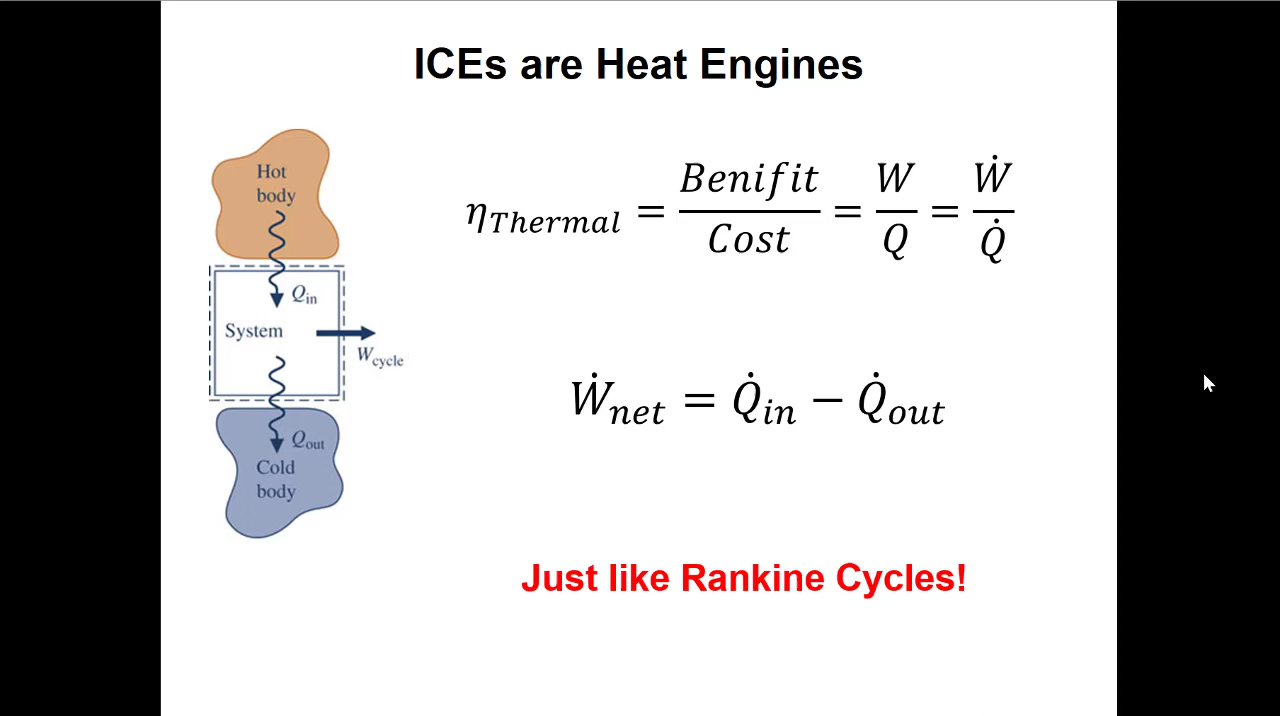 ICEs are Heat Engines
Hot
body
Q_in
System
W_cycle
Q_out
Cold
body
η_Thermal = Benifit/Cost = W/Q = Ẇ/Q̇
Ẇ_net = Q̇_in − Q̇_out
Just like Rankine Cycles!